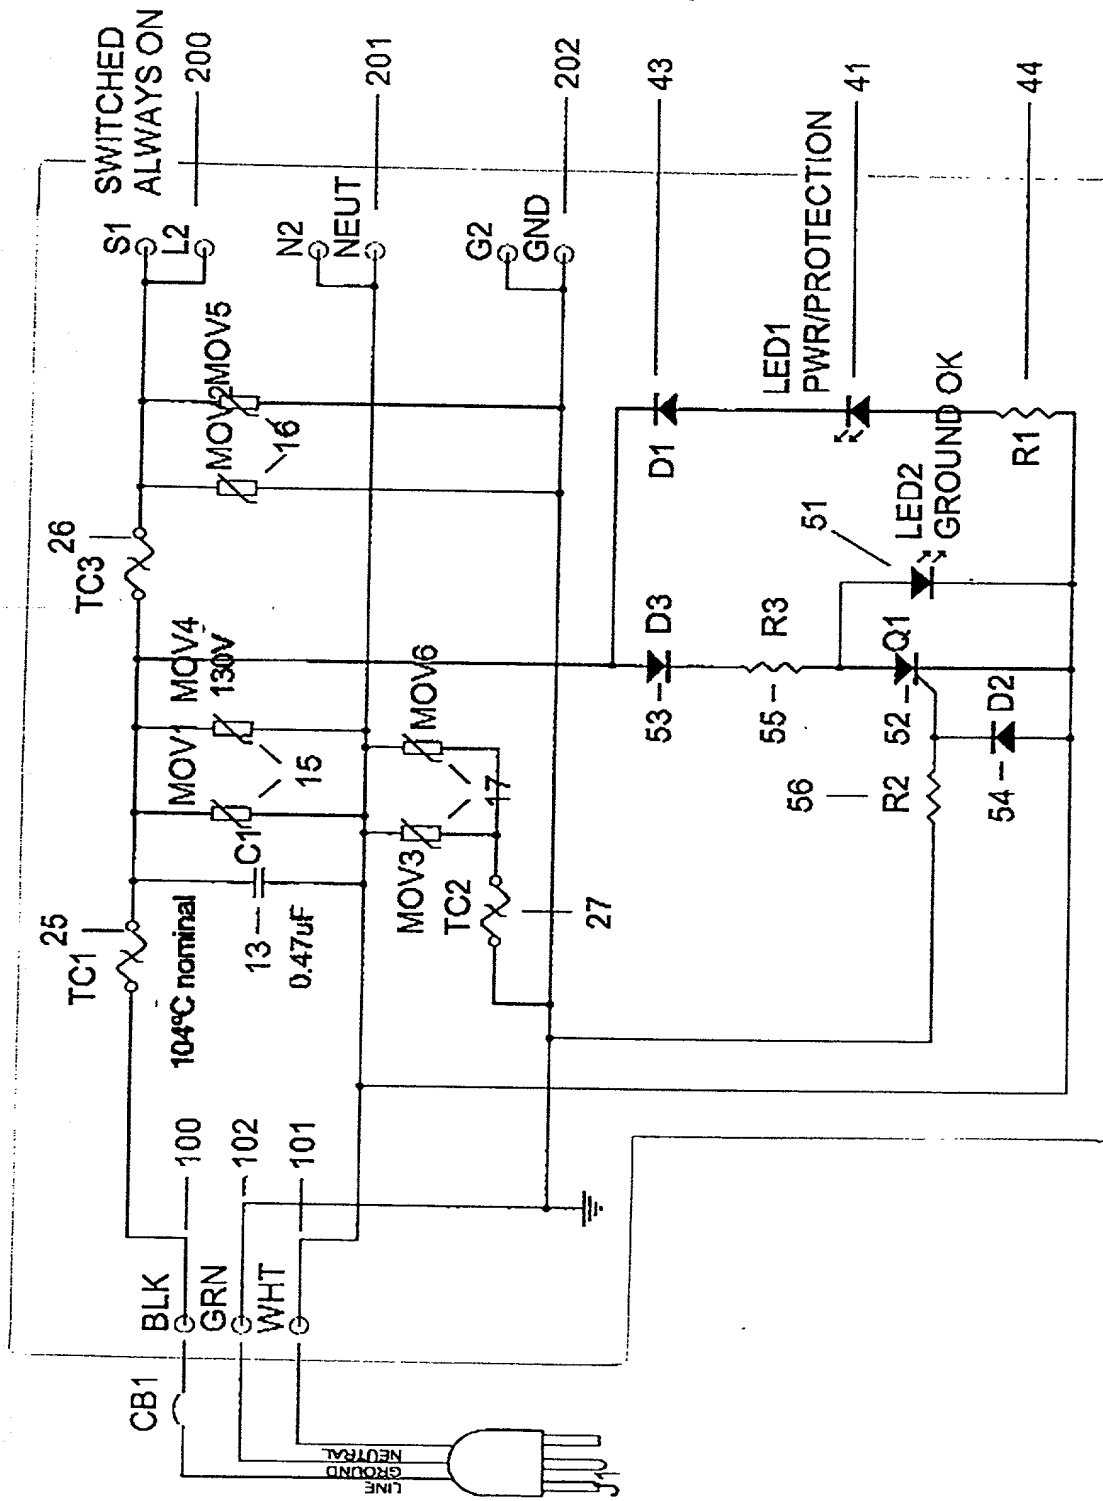 SWITCHED
ALWAYS ON
200
201
202
43
41
44
S1
L2
N2
NEUT
G2
GND
MOV2
MOV5
16
D1
LED1
PWR/PROTECTION
R1
TC3
26
51
LED2
GROUND OK
MOV1
MOV4
130V
15
MOV6
17
MOV3
53
D3
55
R3
52
Q1
54
D2
56
R2
TC1
25
104°C nominal
C1
13
0.47uF
TC2
27
100
102
101
BLK
GRN
WHT
CB1
LINE
GROUND
NEUTRAL